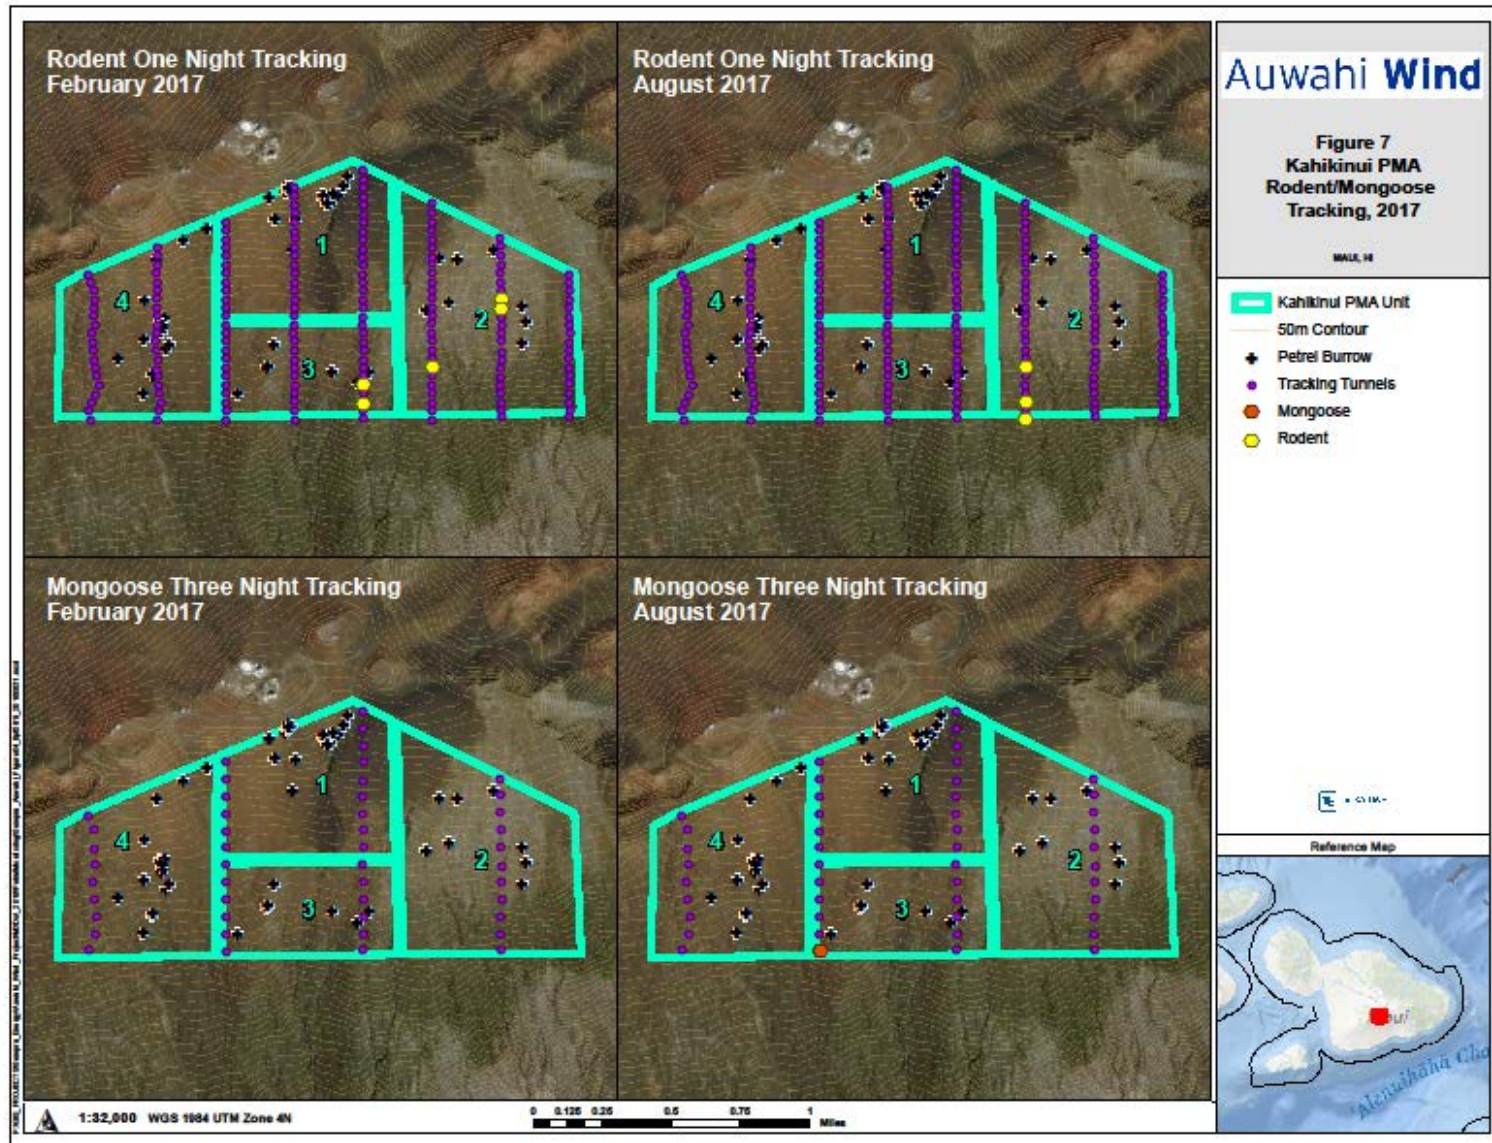 Rodent One Night Tracking
February 2017
1
2
3
4
Rodent One Night Tracking
August 2017
1
2
3
4
Mongoose Three Night Tracking
February 2017
1
2
3
4
Mongoose Three Night Tracking
August 2017
1
2
3
4
Auwahi Wind
Figure 7
Kahikinui PMA
Rodent/Mongoose
Tracking, 2017
MAUI, HI
Kahikinui PMA Unit
50m Contour
Petrel Burrow
Tracking Tunnels
Mongoose
Rodent
Reference Map
1:32,000 WGS 1984 UTM Zone 4N
0 0.125 0.25 0.5 0.75 1
Miles